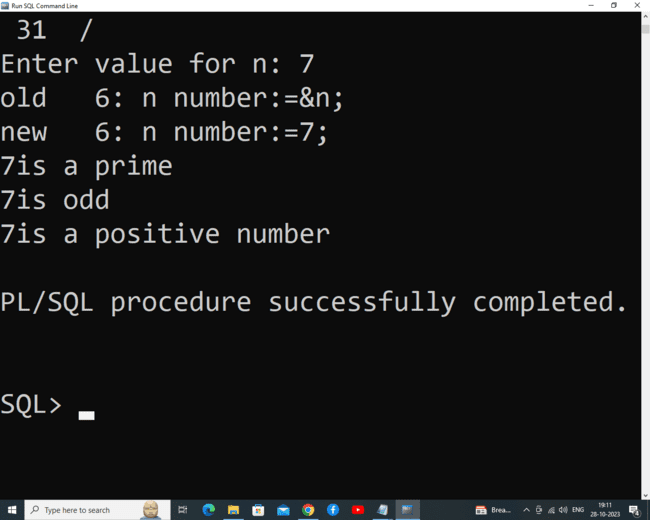 Run SQL Command Line
31 /
Enter value for n: 7
old 6: n number:=&n;
new 6: n number:=7;
7is a prime
7is odd
7is a positive number
PL/SQL procedure successfully completed.
SQL>
Type here to search
Brea...
ENG
19:11
28-10-2023
4